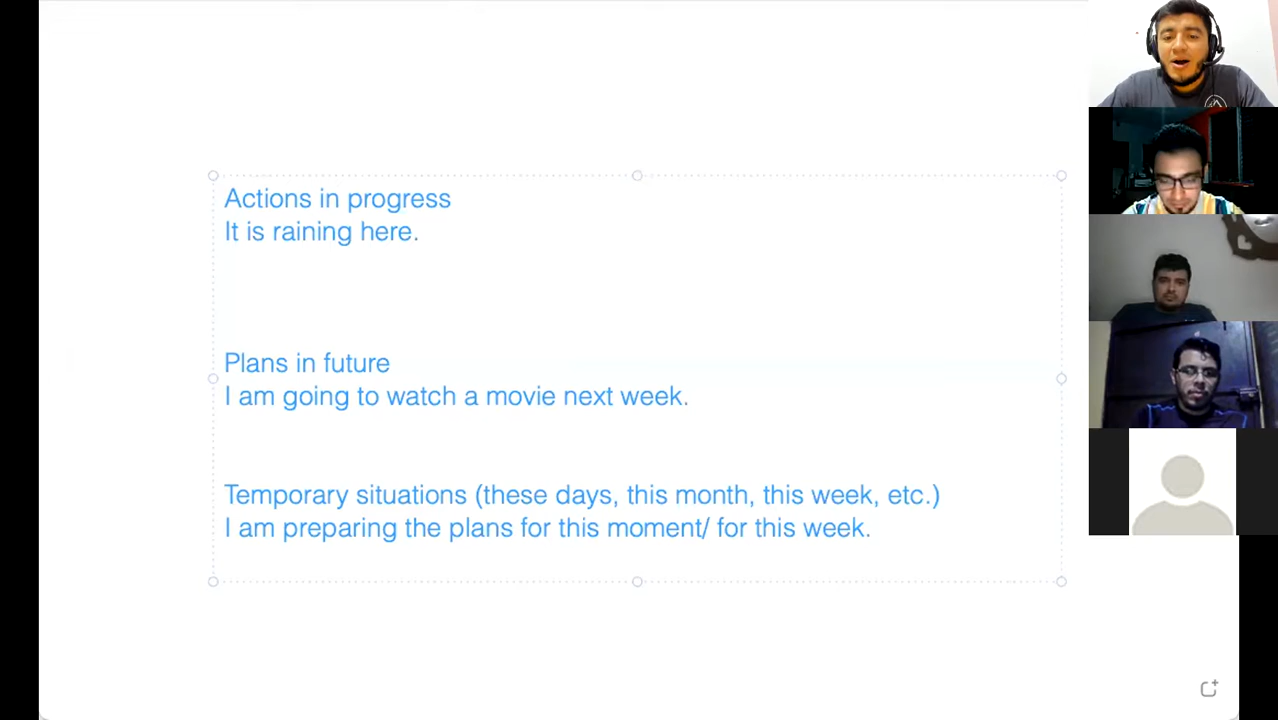 Actions in progress
It is raining here.
Plans in future
I am going to watch a movie next week.
Temporary situations (these days, this month, this week, etc.)
I am preparing the plans for this moment/ for this week.